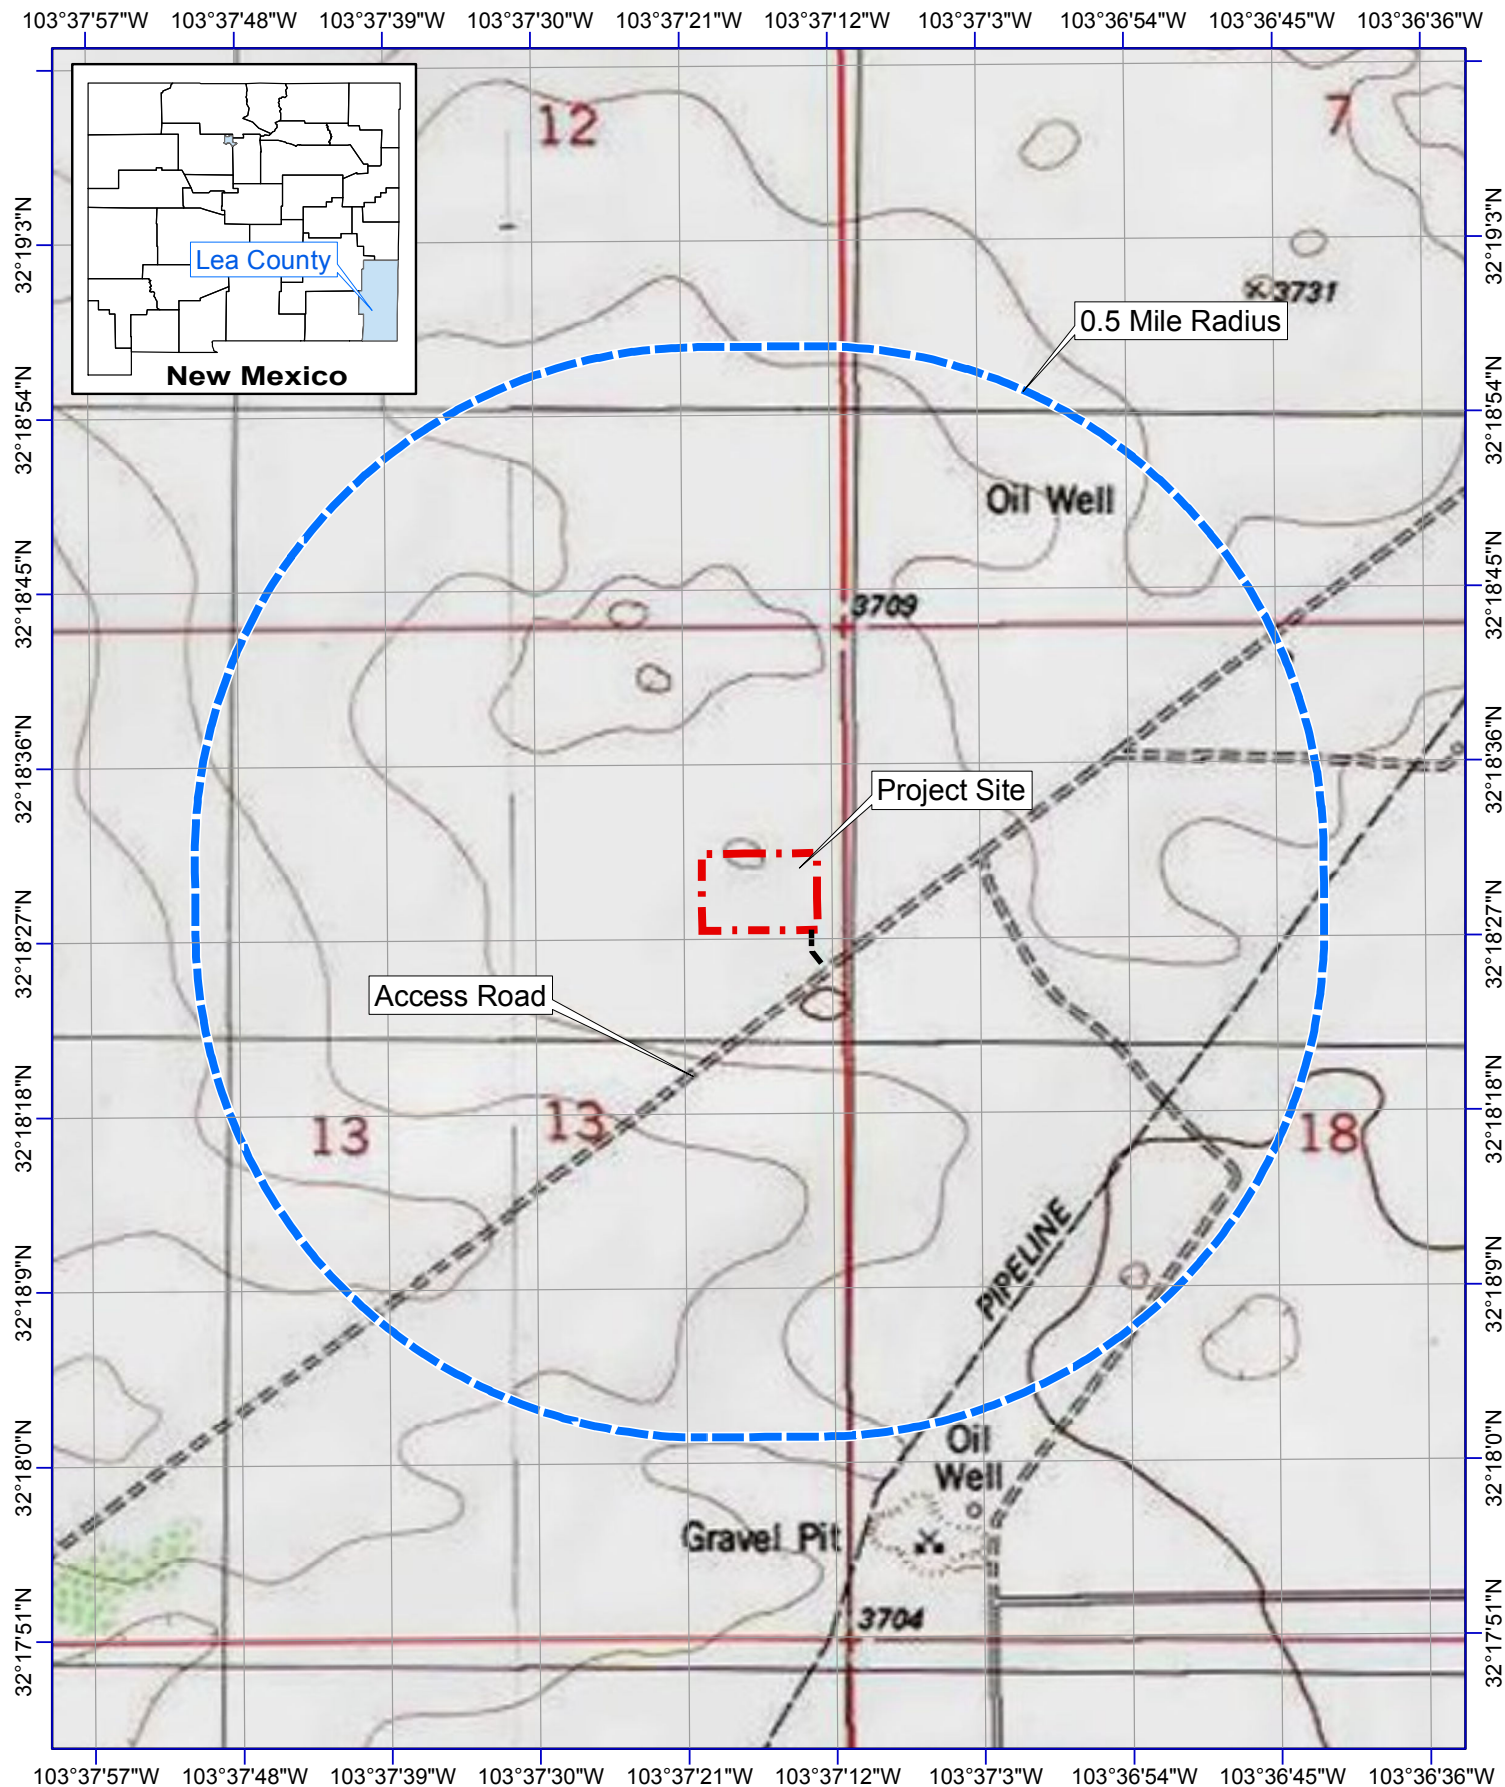 103°37'57"W 103°37'48"W 103°37'39"W 103°37'30"W 103°37'21"W 103°37'12"W 103°37'3"W 103°36'54"W 103°36'45"W 103°36'36"W
12
7
Lea County
New Mexico
32°19'3"N
32°19'3"N
3731
0.5 Mile Radius
32°18'54"N
32°18'54"N
Oil Well
32°18'45"N
32°18'45"N
3709
32°18'36"N
32°18'36"N
Project Site
32°18'27"N
32°18'27"N
Access Road
32°18'18"N
32°18'18"N
13
13
18
PIPELINE
32°18'9"N
32°18'9"N
32°18'0"N
32°18'0"N
Oil
Well
Gravel Pit
32°17'51"N
32°17'51"N
3704
103°37'57"W 103°37'48"W 103°37'39"W 103°37'30"W 103°37'21"W 103°37'12"W 103°37'3"W 103°36'54"W 103°36'45"W 103°36'36"W